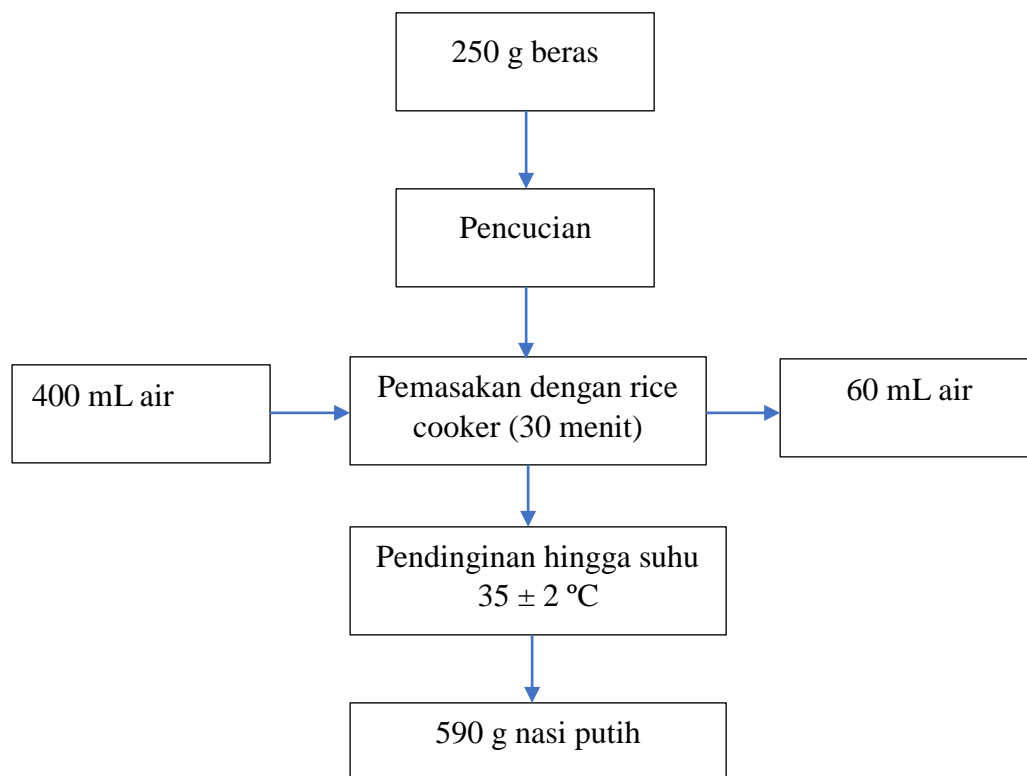 250 g beras
Pencucian
400 mL air
Pemasakan dengan rice
cooker (30 menit)
60 mL air
Pendinginan hingga suhu
35 ± 2 ºC
590 g nasi putih